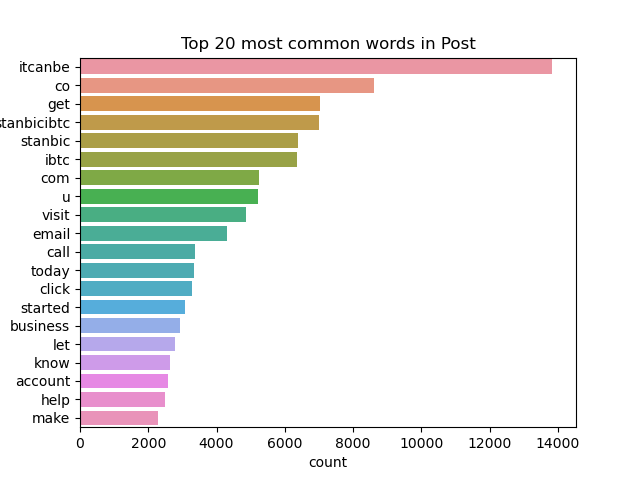 Top 20 most common words in Post
itcanbe
co
get
stanbicibtc
stanbic
ibtc
com
u
visit
email
call
today
click
started
business
let
know
account
help
make
0 2000 4000 6000 8000 10000 12000 14000
count